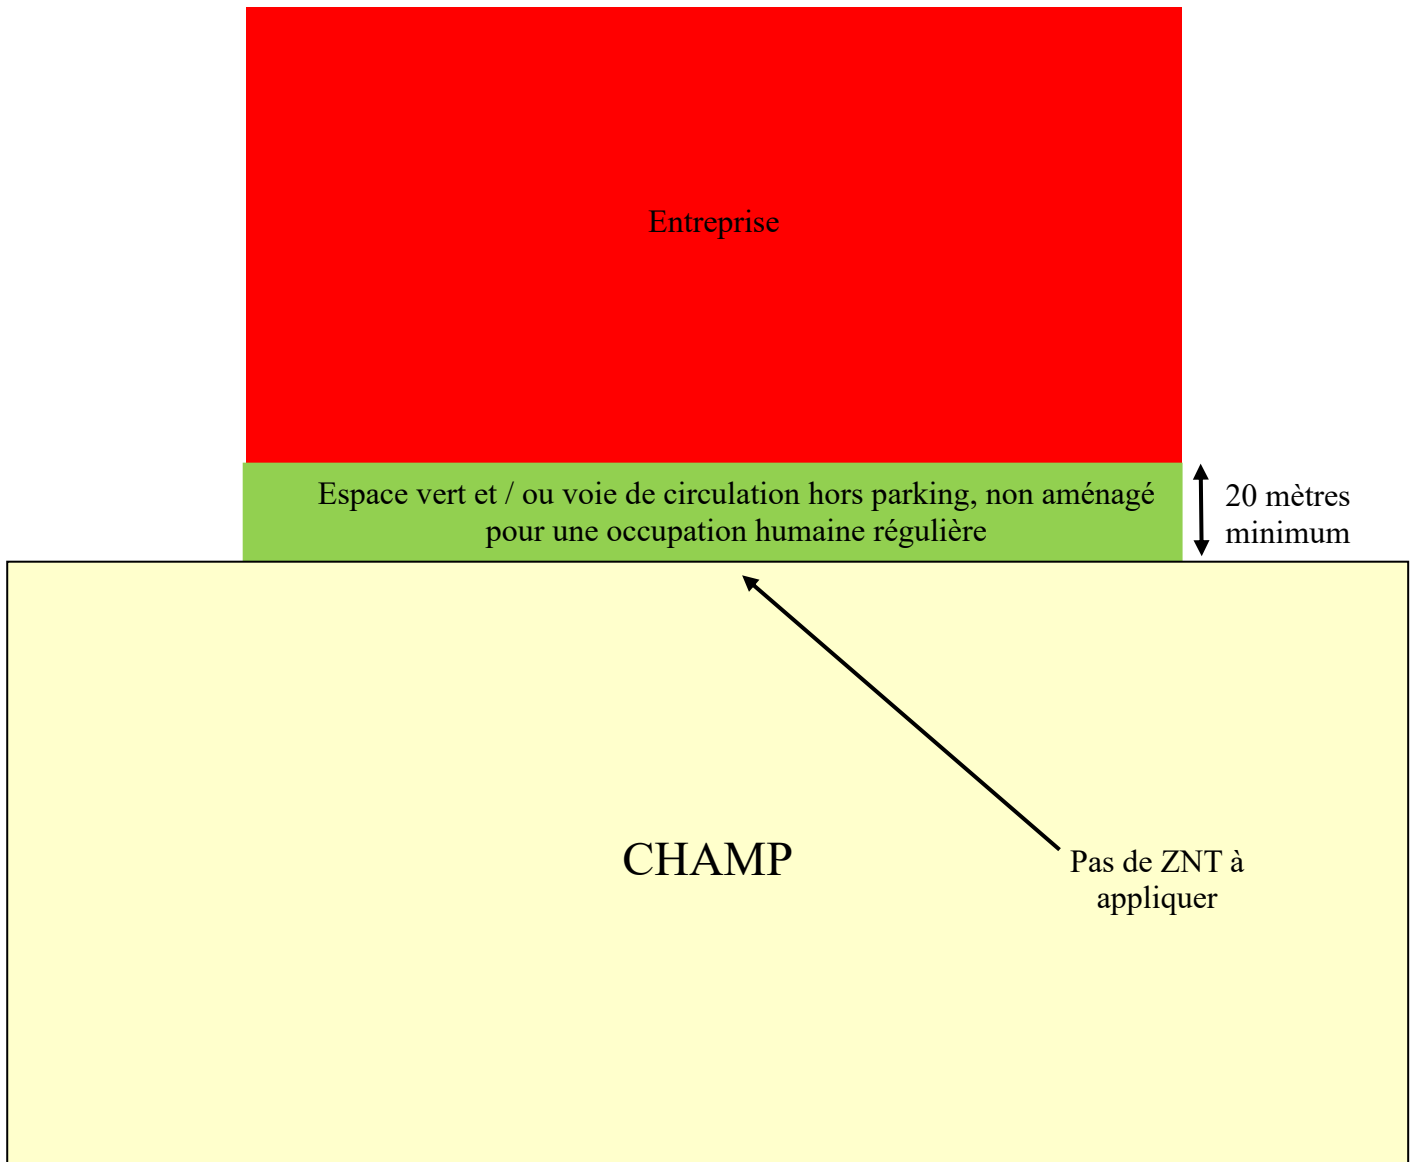 Entreprise
Espace vert et / ou voie de circulation hors parking, non aménagé
pour une occupation humaine régulière
20 mètres
minimum
CHAMP
Pas de ZNT à
appliquer